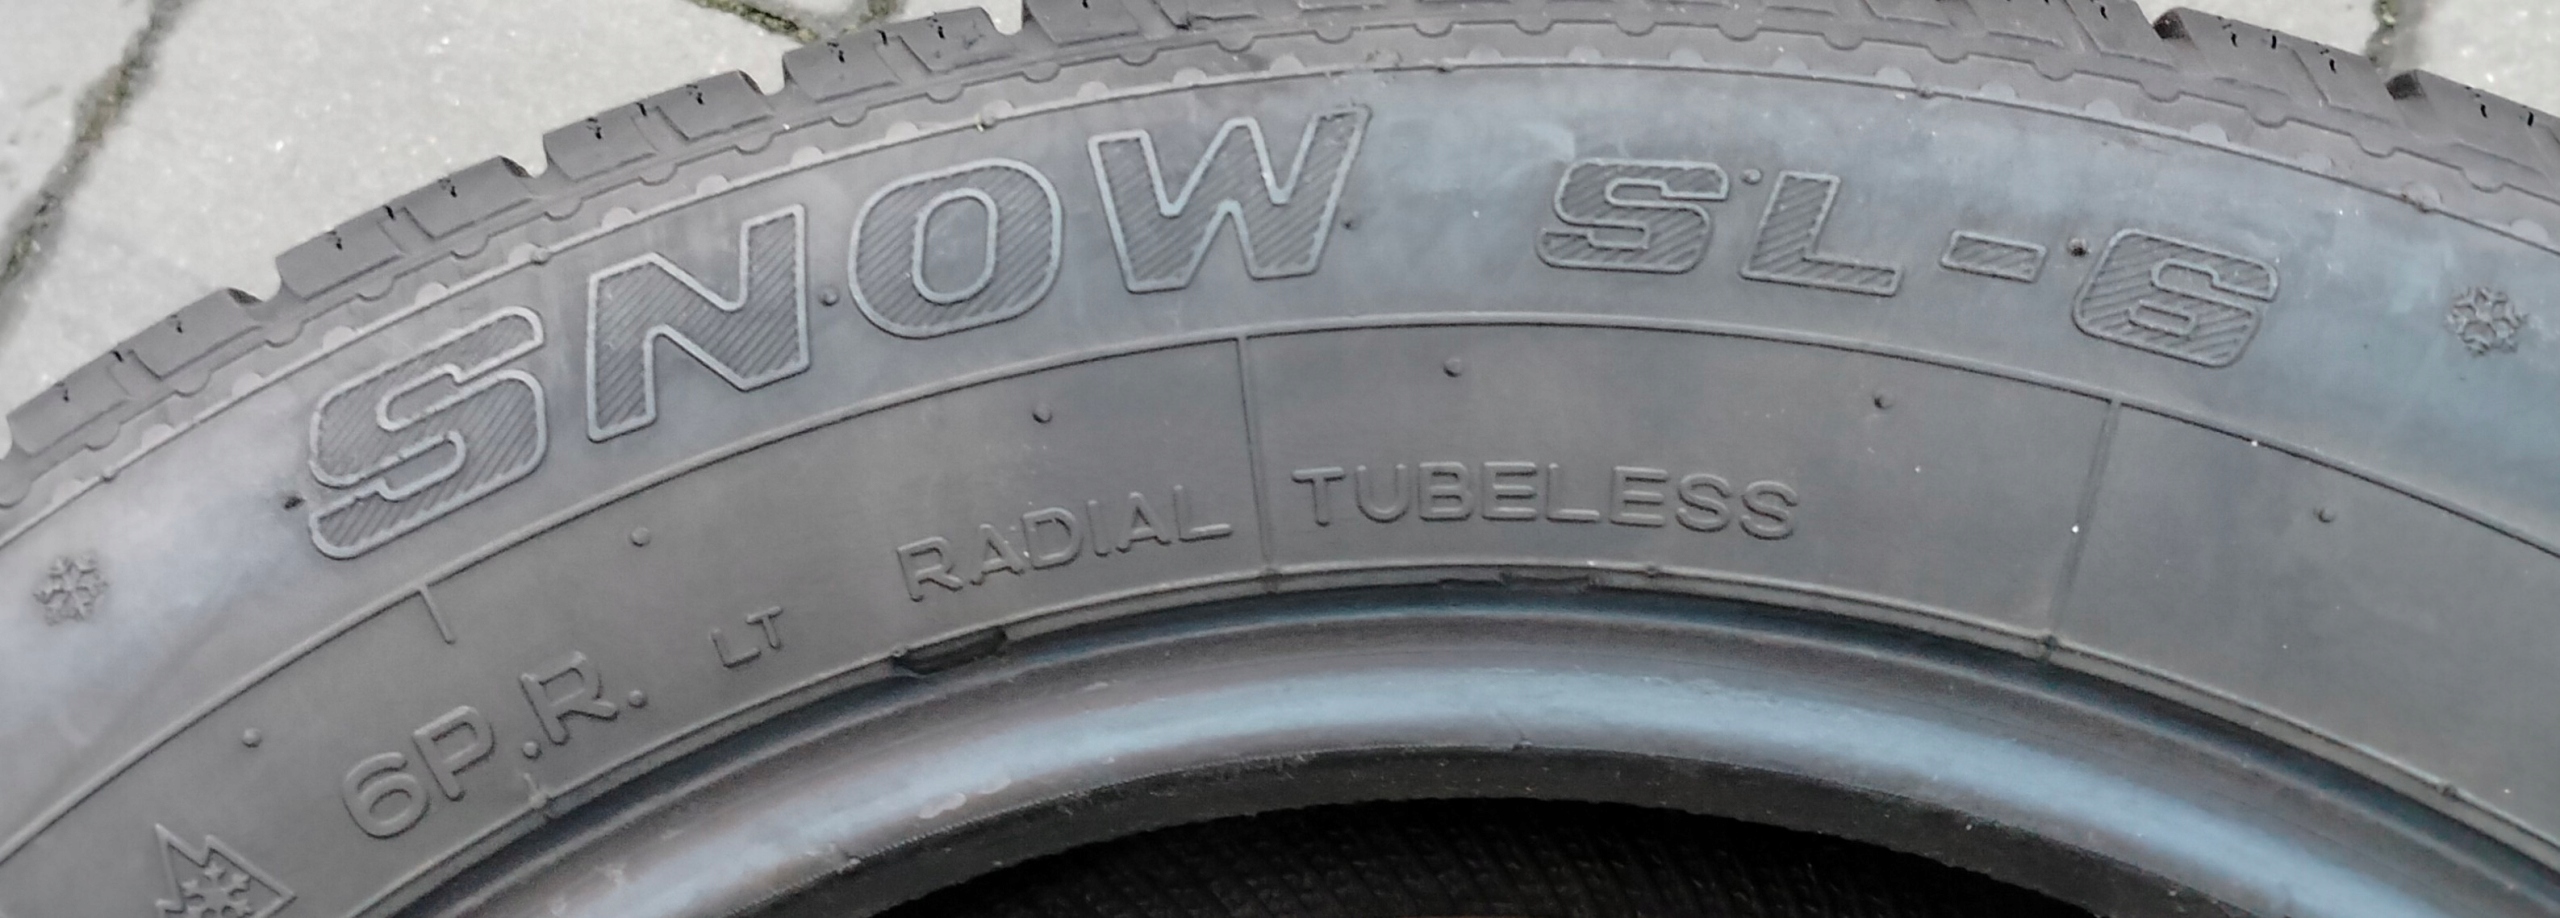 SNOW SL-6
6P.R. LT RADIAL TUBELESS